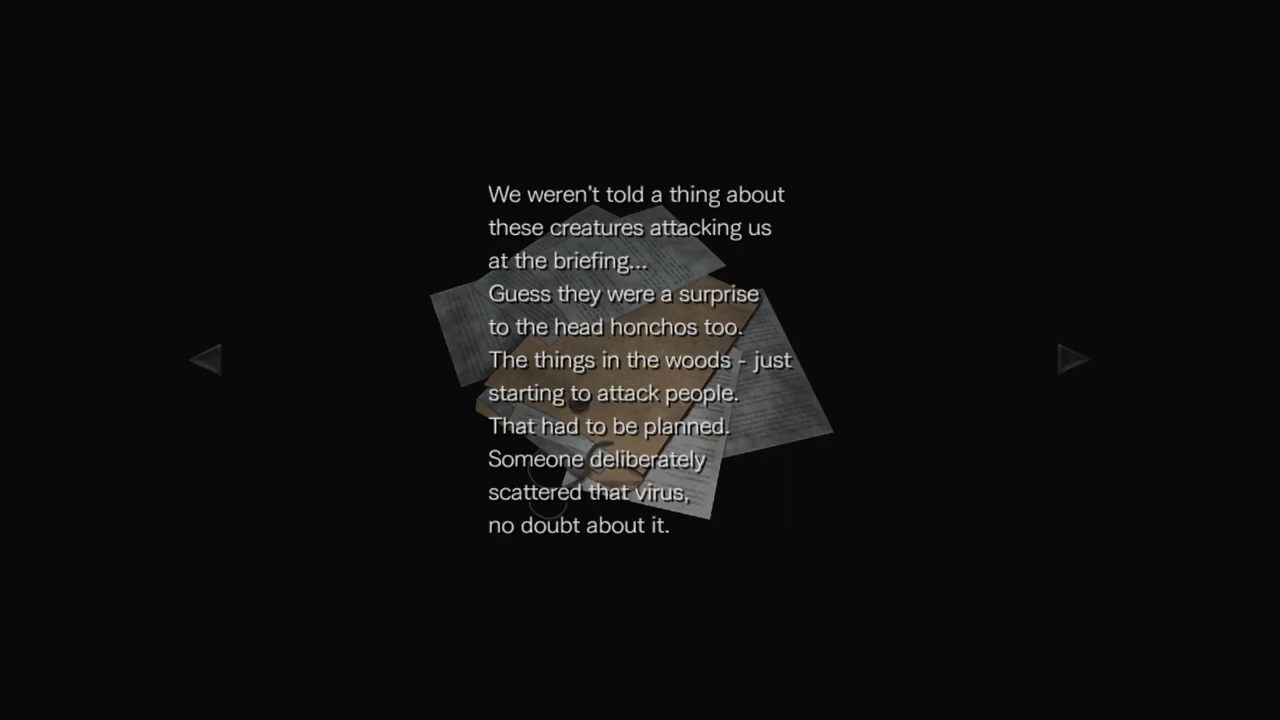 We weren't told a thing about
these creatures attacking us
at the briefing...
Guess they were a surprise
to the head honchos too.
The things in the woods - just
starting to attack people.
That had to be planned.
Someone deliberately
scattered that virus,
no doubt about it.